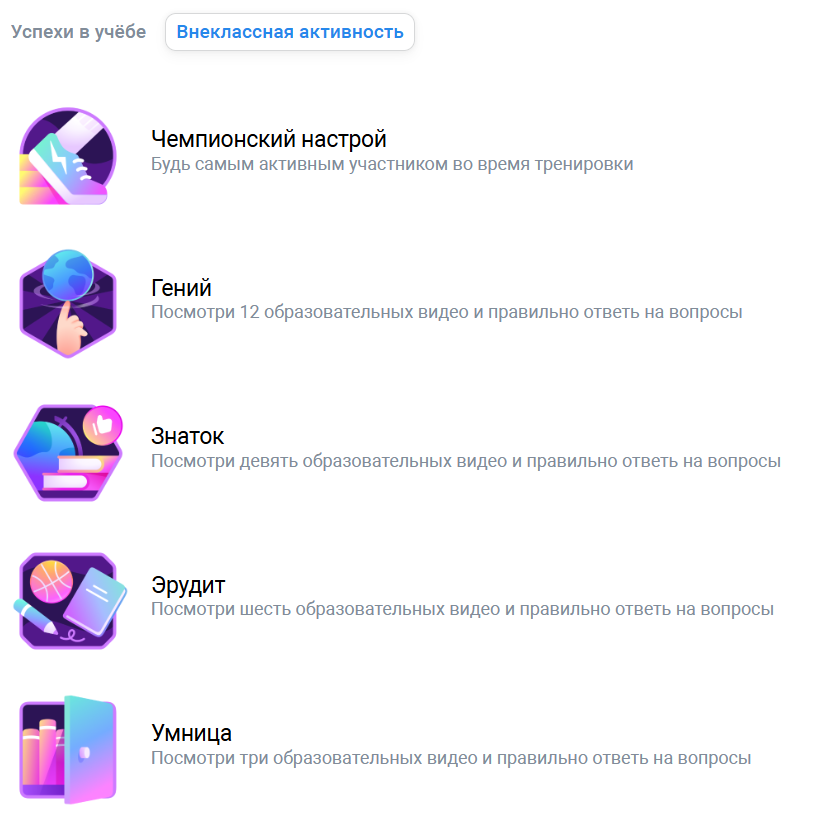 Успехи в учёбе Внеклассная активность
Чемпионский настрой
Будь самым активным участником во время тренировки
Гений
Посмотри 12 образовательных видео и правильно ответь на вопросы
Знаток
Посмотри девять образовательных видео и правильно ответь на вопросы
Эрудит
Посмотри шесть образовательных видео и правильно ответь на вопросы
Умница
Посмотри три образовательных видео и правильно ответь на вопросы